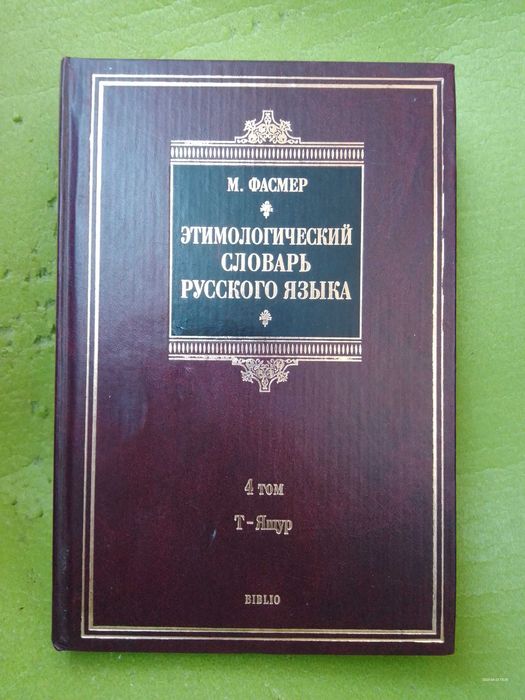 М. ФАСМЕР
ЭТИМОЛОГИЧЕСКИЙ
СЛОВАРЬ
РУССКОГО ЯЗЫКА
4 том
Т-Ящур
BIBLIO